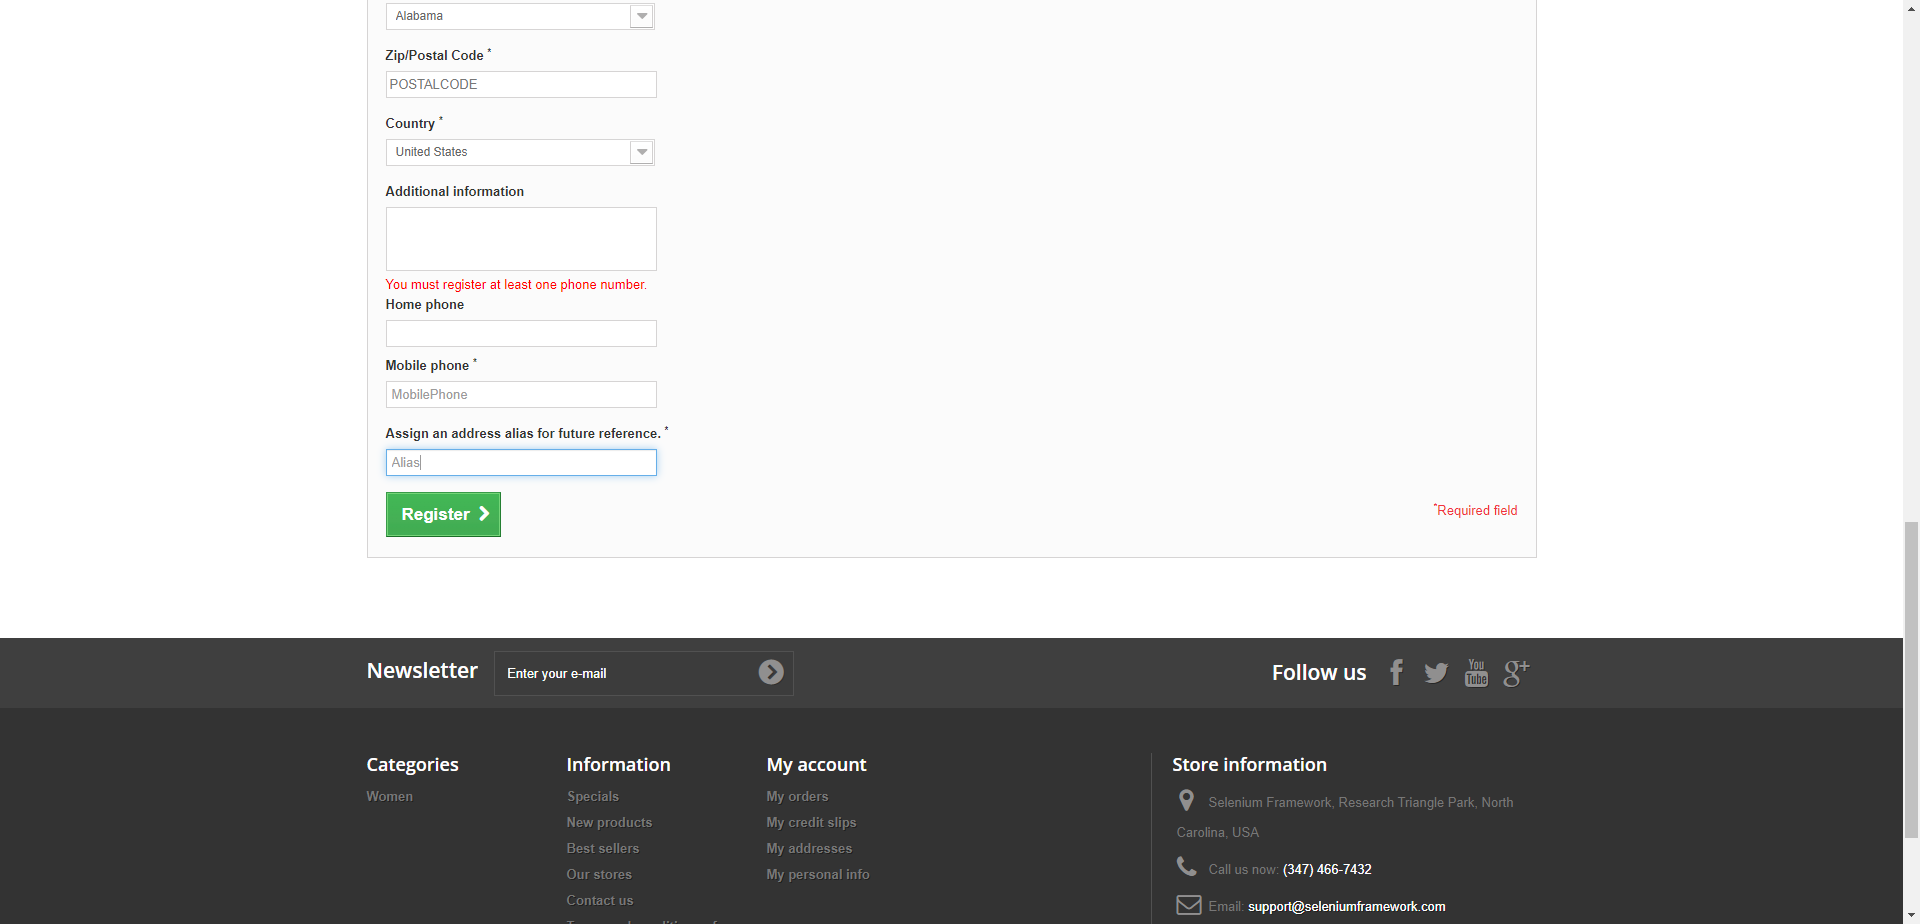 Alabama
Zip/Postal Code *
POSTALCODE
Country *
United States
Additional information
You must register at least one phone number.
Home phone
Mobile phone *
MobilePhone
Assign an address alias for future reference. *
Alias
Register
*Required field
Newsletter
Enter your e-mail
Follow us
You
Tube
g+
Categories
Women
Information
Specials
New products
Best sellers
Our stores
Contact us
My account
My orders
My credit slips
My addresses
My personal info
Store information
Selenium Framework, Research Triangle Park, North
Carolina, USA
Call us now: (347) 466-7432
Email: support@seleniumframework.com